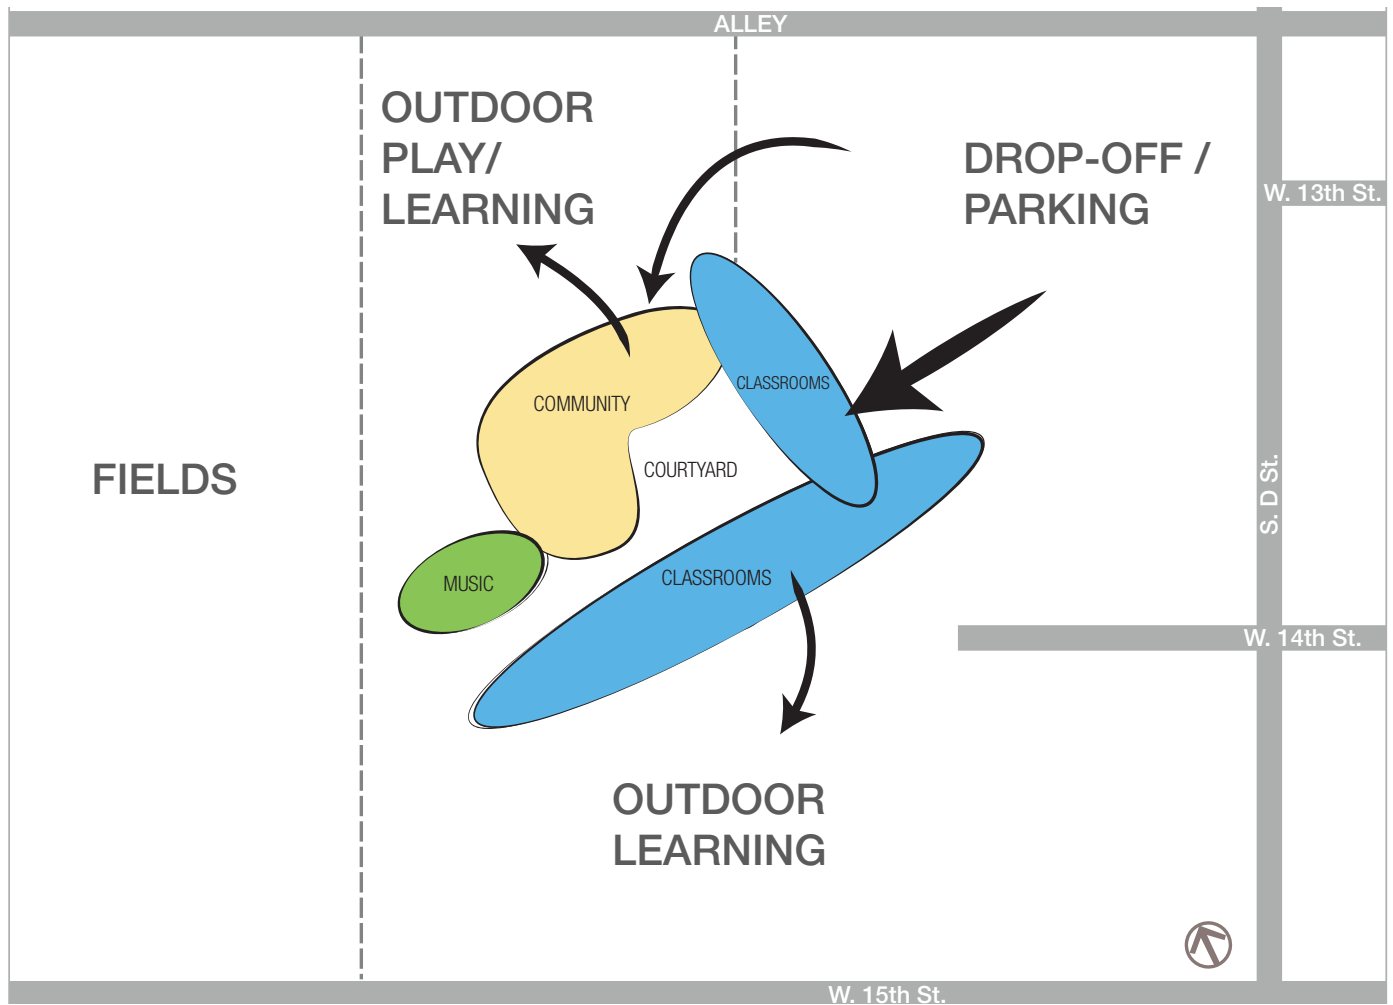 ALLEY
OUTDOOR
PLAY/
LEARNING
DROP-OFF /
PARKING
W. 13th St.
CLASSROOMS
COMMUNITY
COURTYARD
FIELDS
S. D St.
MUSIC
CLASSROOMS
W. 14th St.
OUTDOOR
LEARNING
W. 15th St.